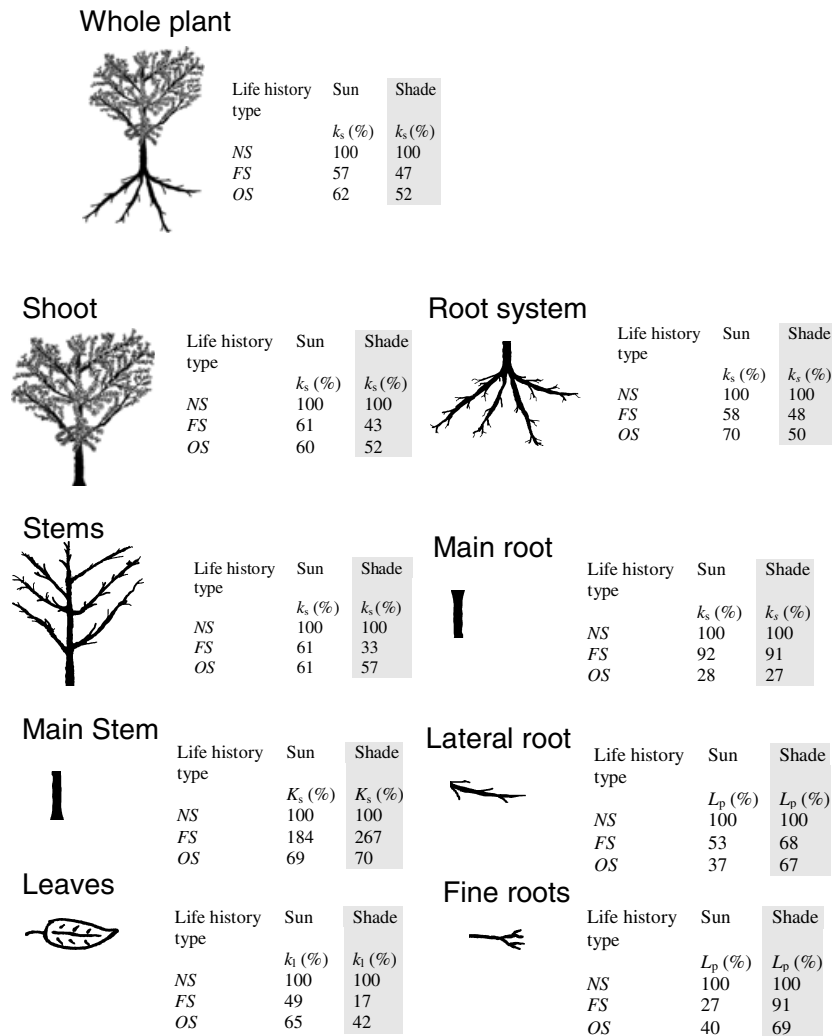 Whole plant
Life history Sun Shade
type
ks (%) ks (%)
NS 100 100
FS 57 47
OS 62 52
Shoot
Life history Sun Shade
type
ks (%) ks (%)
NS 100 100
FS 61 43
OS 60 52
Root system
Life history Sun Shade
type
ks (%) ks (%)
NS 100 100
FS 58 48
OS 70 50
Stems
Life history Sun Shade
type
ks (%) ks (%)
NS 100 100
FS 61 33
OS 61 57
Main root
Life history Sun Shade
type
ks (%) ks (%)
NS 100 100
FS 92 91
OS 28 27
Main Stem
Life history Sun Shade
type
Ks (%) Ks (%)
NS 100 100
FS 184 267
OS 69 70
Lateral root
Life history Sun Shade
type
Lp (%) Lp (%)
NS 100 100
FS 53 68
OS 37 67
Leaves
Life history Sun Shade
type
kl (%) kl (%)
NS 100 100
FS 49 17
OS 65 42
Fine roots
Life history Sun Shade
type
Lp (%) Lp (%)
NS 100 100
FS 27 91
OS 40 69